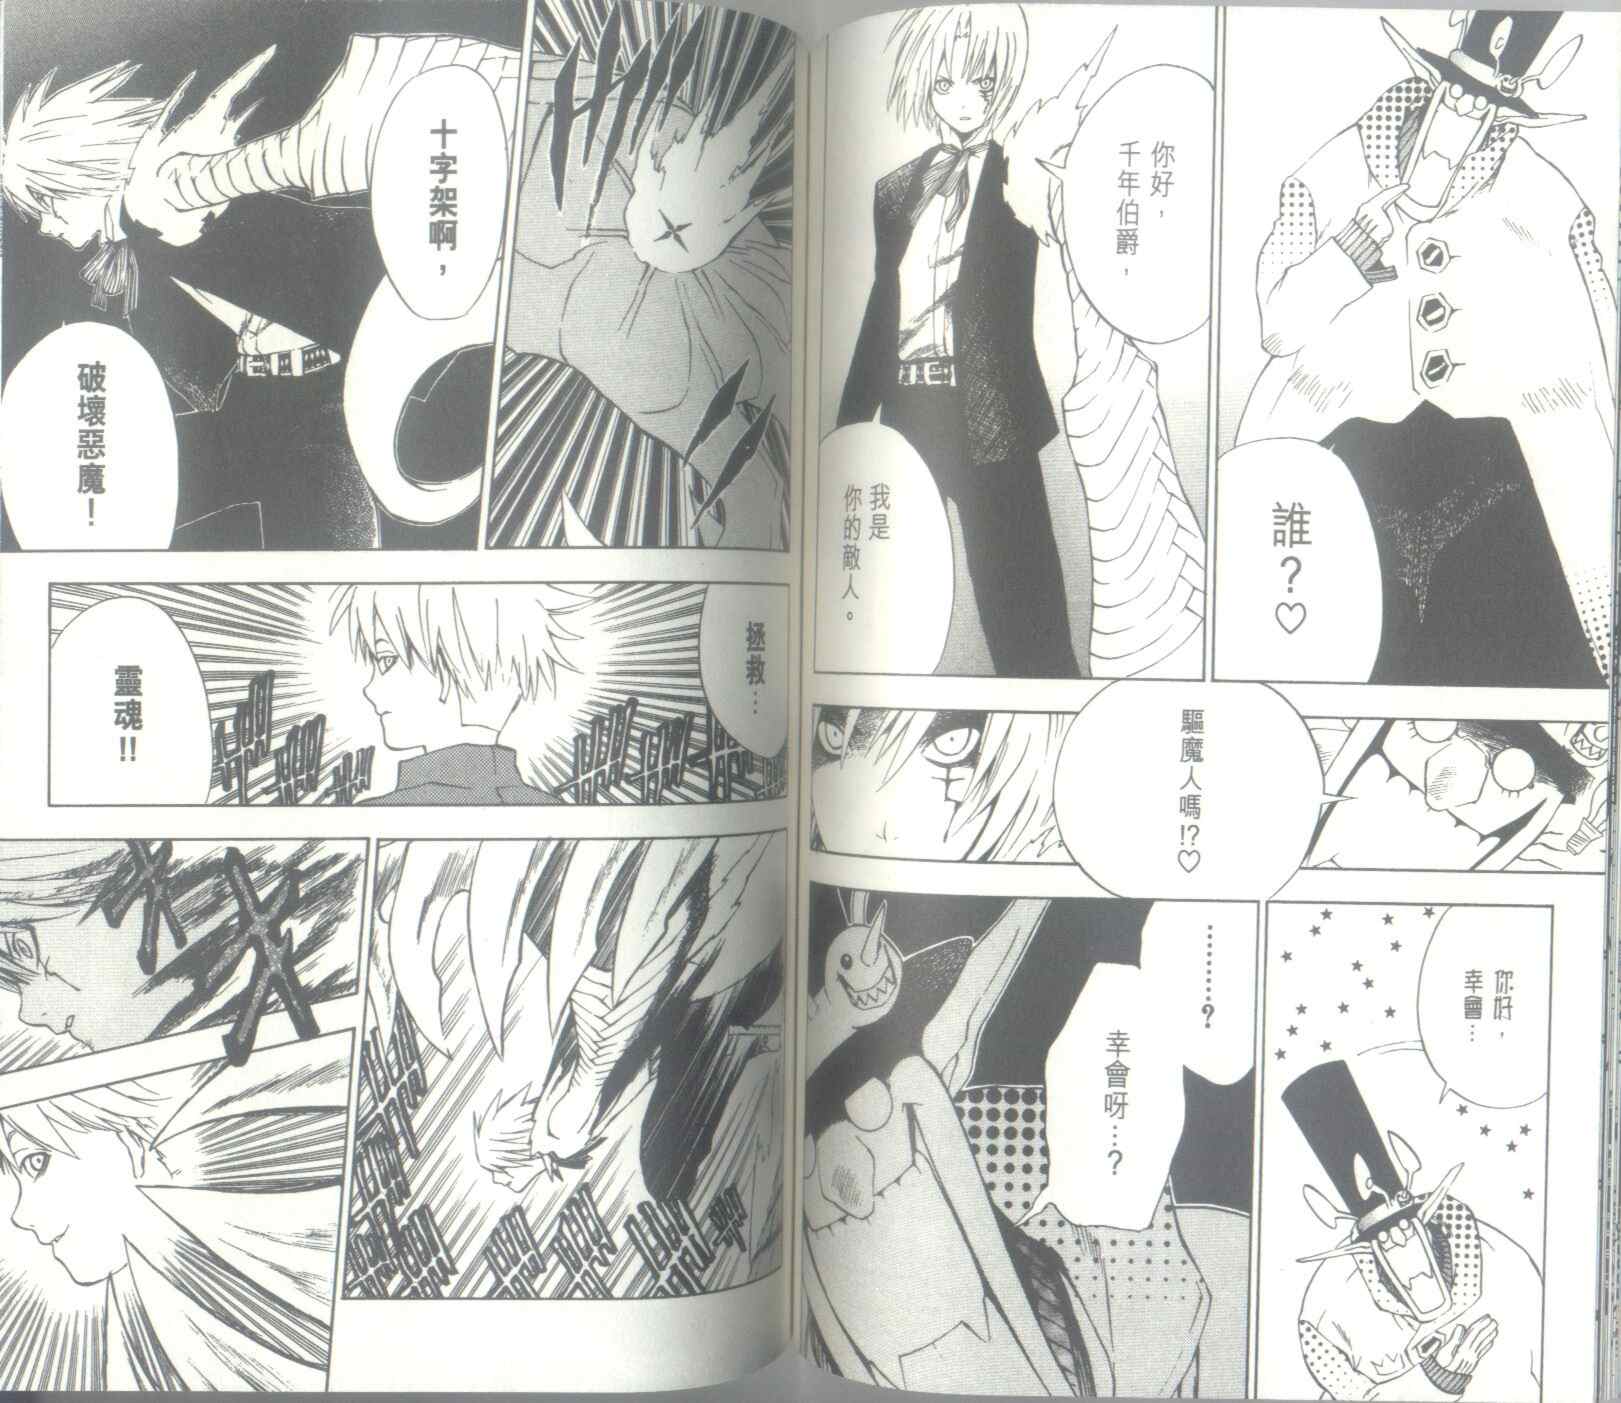 誰?♡
你好,
千年伯爵,
我是
你的敵人。
驅魔人嗎!?♡
你好,
幸會…
………?
幸會呀…?
十字架啊,
破壞惡魔!
拯救…
靈魂!!